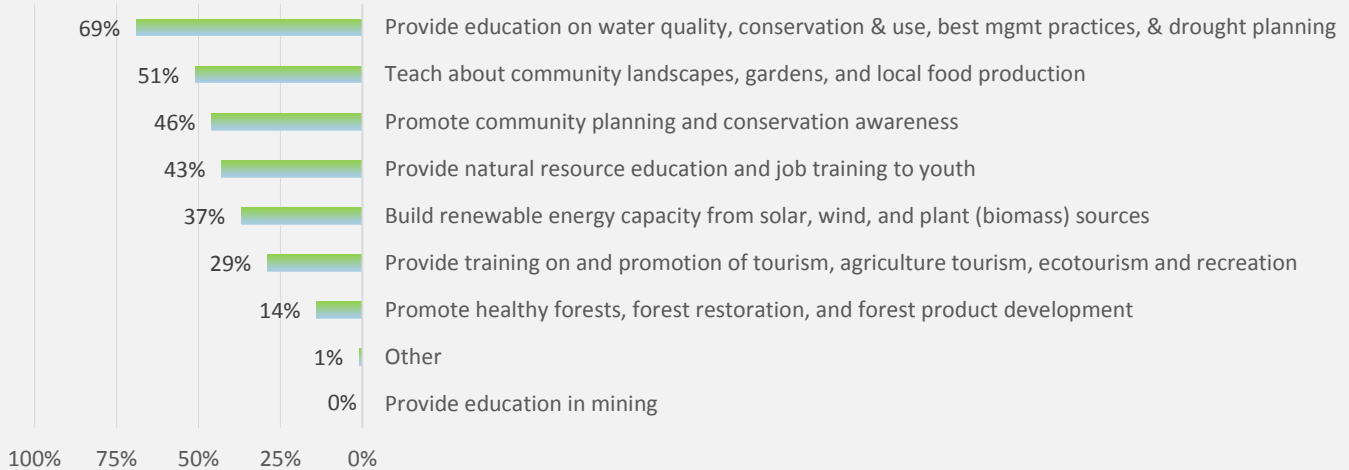 69% Provide education on water quality, conservation & use, best mgmt practices, & drought planning
51% Teach about community landscapes, gardens, and local food production
46% Promote community planning and conservation awareness
43% Provide natural resource education and job training to youth
37% Build renewable energy capacity from solar, wind, and plant (biomass) sources
29% Provide training on and promotion of tourism, agriculture tourism, ecotourism and recreation
14% Promote healthy forests, forest restoration, and forest product development
1% Other
0% Provide education in mining
100% 75% 50% 25% 0%